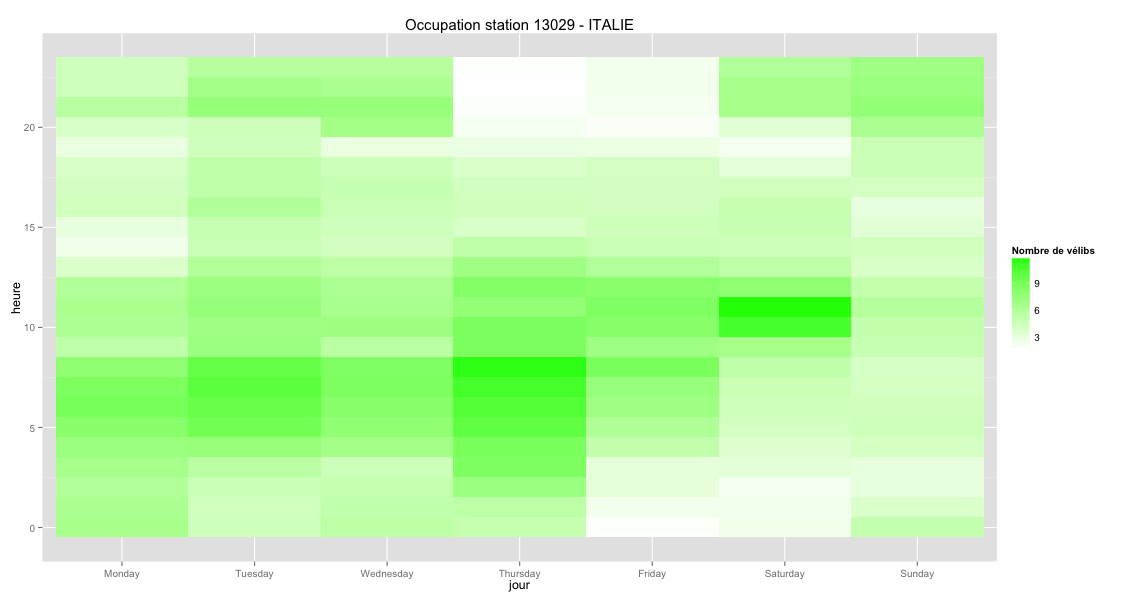 Occupation station 13029 - ITALIE
heure
20
15
10
5
0
Monday Tuesday Wednesday Thursday Friday Saturday Sunday
jour
Nombre de vélibs
9
6
3